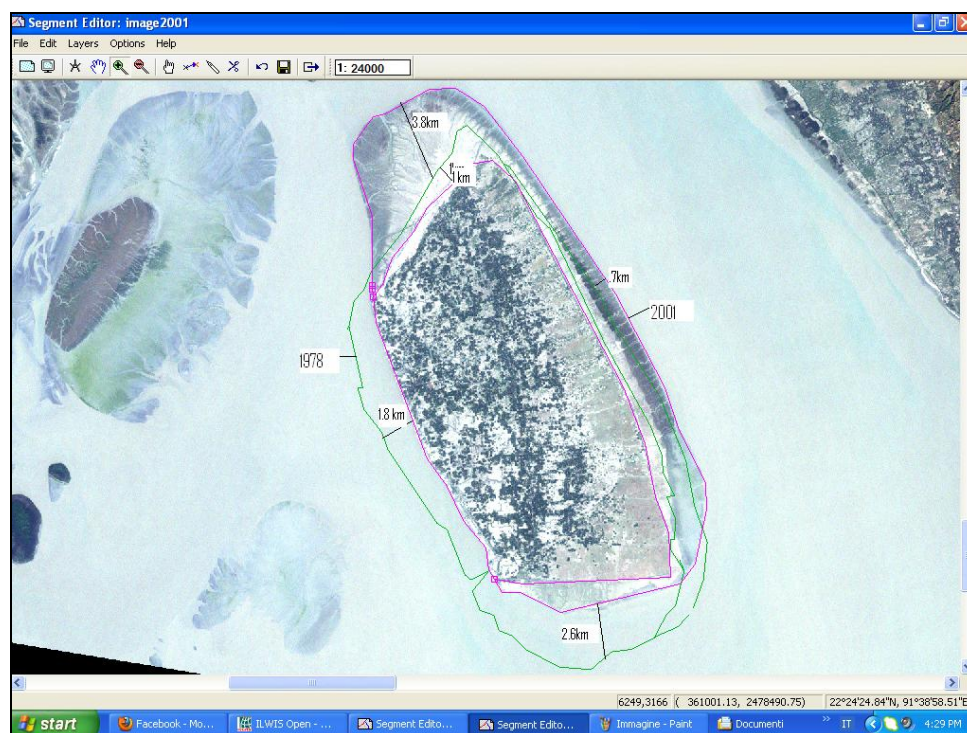 Segment Editor: image2001
File Edit Layers Options Help
1: 24000
3.8km
1km
.7km
2001
1978
1.8 km
2.6km
6249,3166 ( 361001.13, 2478490.75) 22°24'24.84"N, 91°38'58.51"E
start Facebook - Mo... ILWIS Open - ... Segment Edito... Segment Edito... Immagine - Paint Documenti » IT 4:29 PM